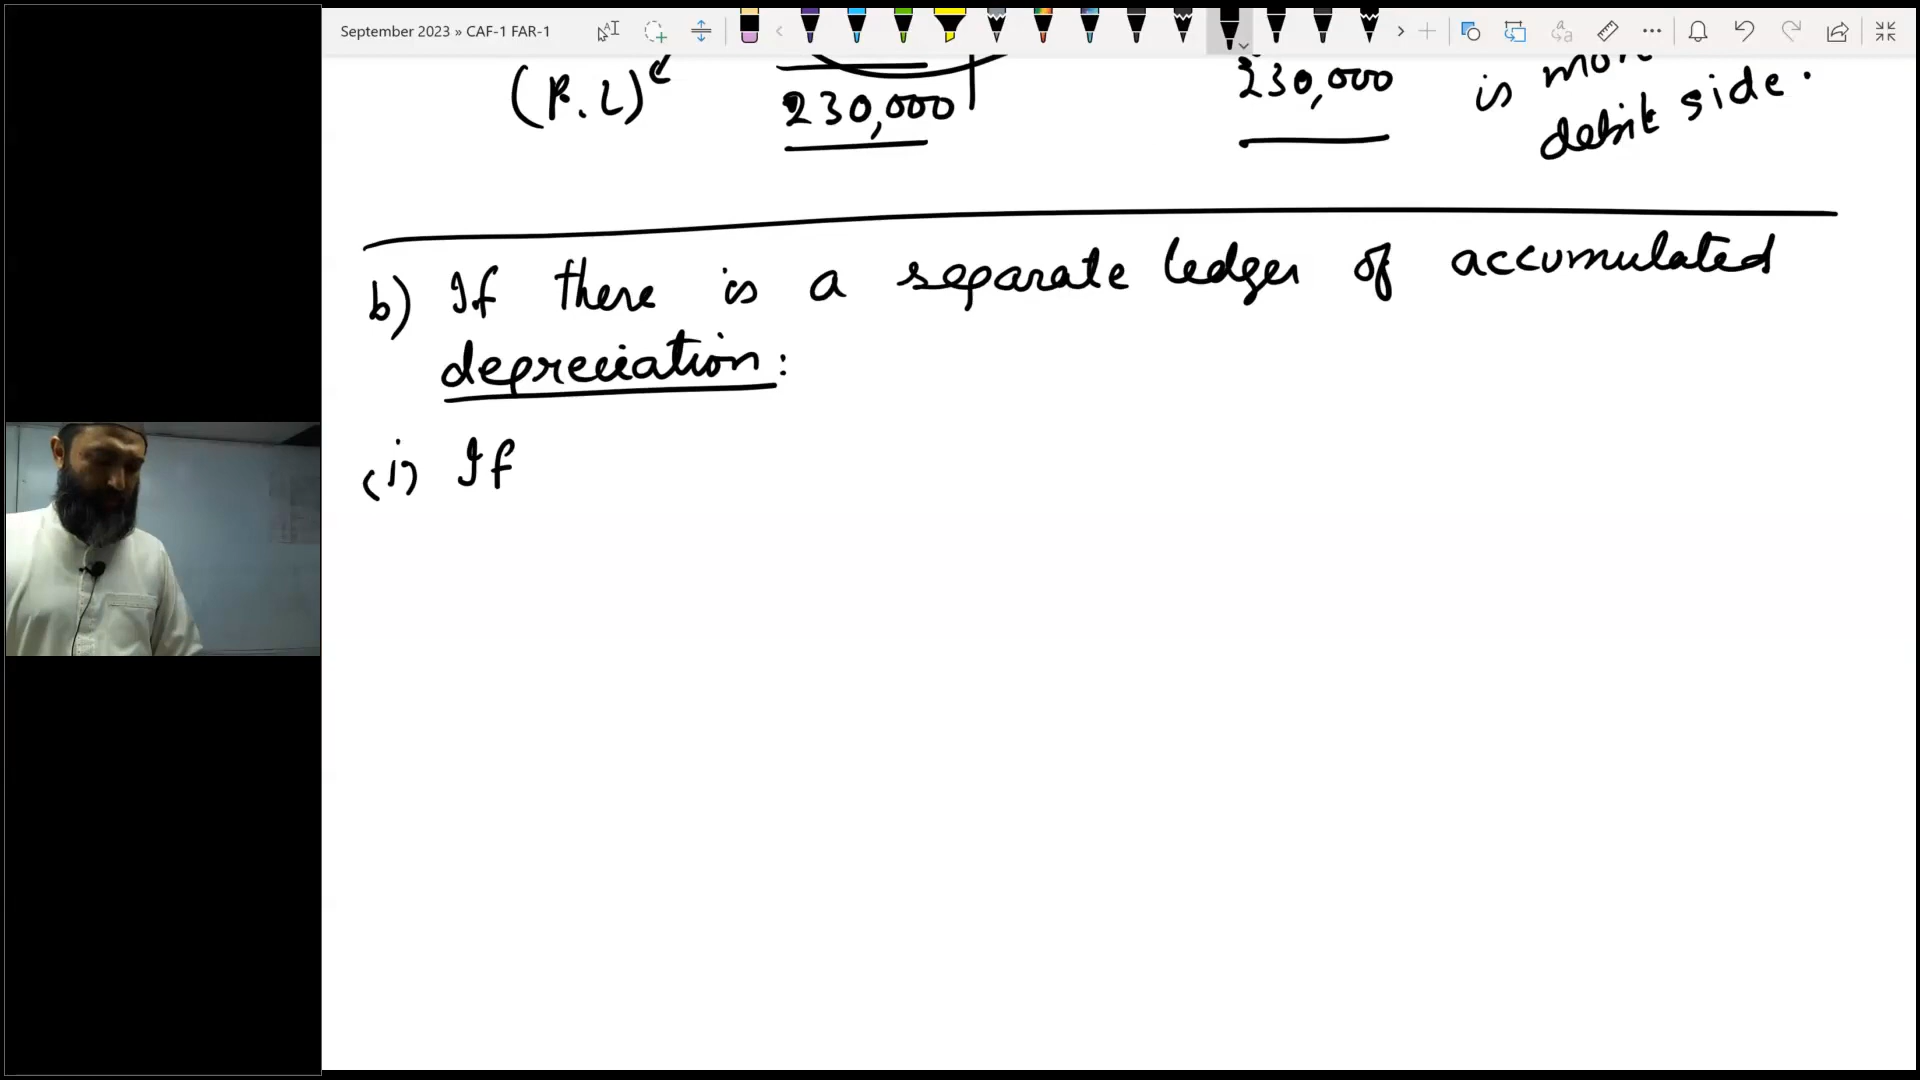 September 2023 » CAF-1 FAR-1
230,000
is
(R.L)
230,000
debit side.
b) If there is a separate ledger of accumulated
depreciation:
(i) If